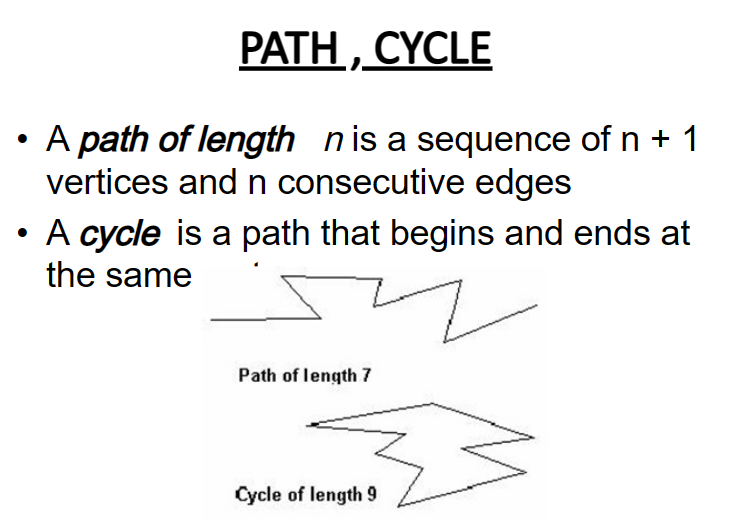 PATH , CYCLE
• A path of length n is a sequence of n + 1
vertices and n consecutive edges
• A cycle is a path that begins and ends at
the same
Path of length 7
Cycle of length 9